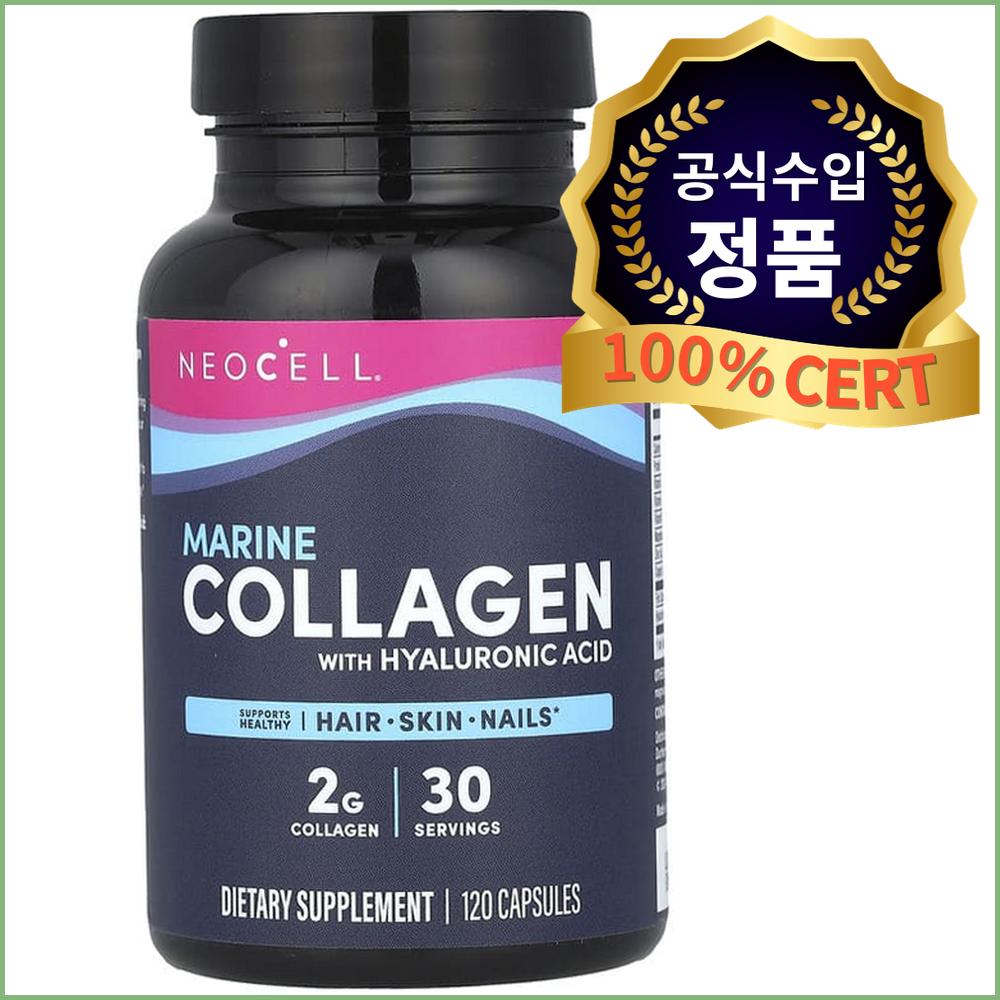 공식수입
정품
100% CERT
NEOCELL®
MARINE
COLLAGEN
WITH HYALURONIC ACID
SUPPORTS
HEALTHY | HAIR · SKIN · NAILS*
2G | 30
COLLAGEN SERVINGS
DIETARY SUPPLEMENT | 120 CAPSULES